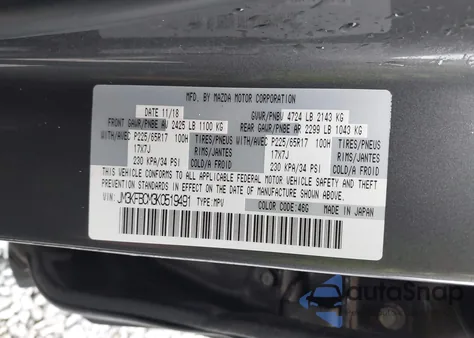 MFD. BY MAZDA MOTOR CORPORATION
DATE 11/18 GVWR/PNBV 4724 LB 2143 KG
FRONT GAWR/PNBE AV 2425 LB 1100 KG REAR GAWR/PNBE AR 2299 LB 1043 KG
WITH/AVEC P225/65R17 100H TIRES/PNEUS WITH/AVEC P225/65R17 100H TIRES/PNEUS
17X7J RIMS/JANTES 17X7J RIMS/JANTES
230 KPA/34 PSI COLD/A FROID 230 KPA/34 PSI COLD/A FROID
THIS VEHICLE CONFORMS TO ALL APPLICABLE FEDERAL MOTOR VEHICLE SAFETY AND THEFT
PREVENTION STANDARDS IN EFFECT ON THE DATE OF MANUFACTURE SHOWN ABOVE.
VIN: JM3KFBCM3K0519491 TYPE:MPV COLOR CODE:46G MADE IN JAPAN
autoSnap